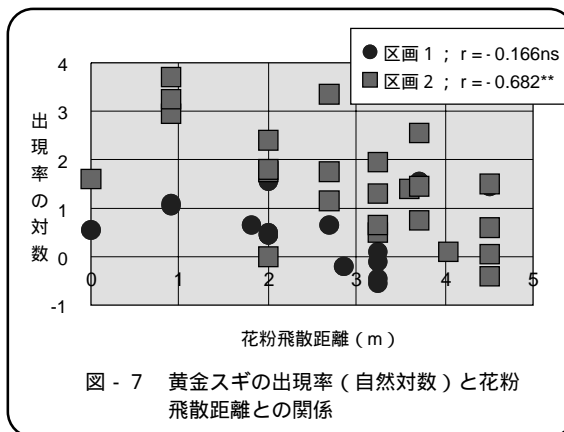 ● 区画 1 ; r = - 0.166ns
■ 区画 2 ; r = - 0.682**
出現率の対数
4
3
2
1
0
-1
0 1 2 3 4 5
花粉飛散距離 ( m )
図 - 7 黄金スギの出現率 ( 自然対数 ) と花粉
飛散距離との関係